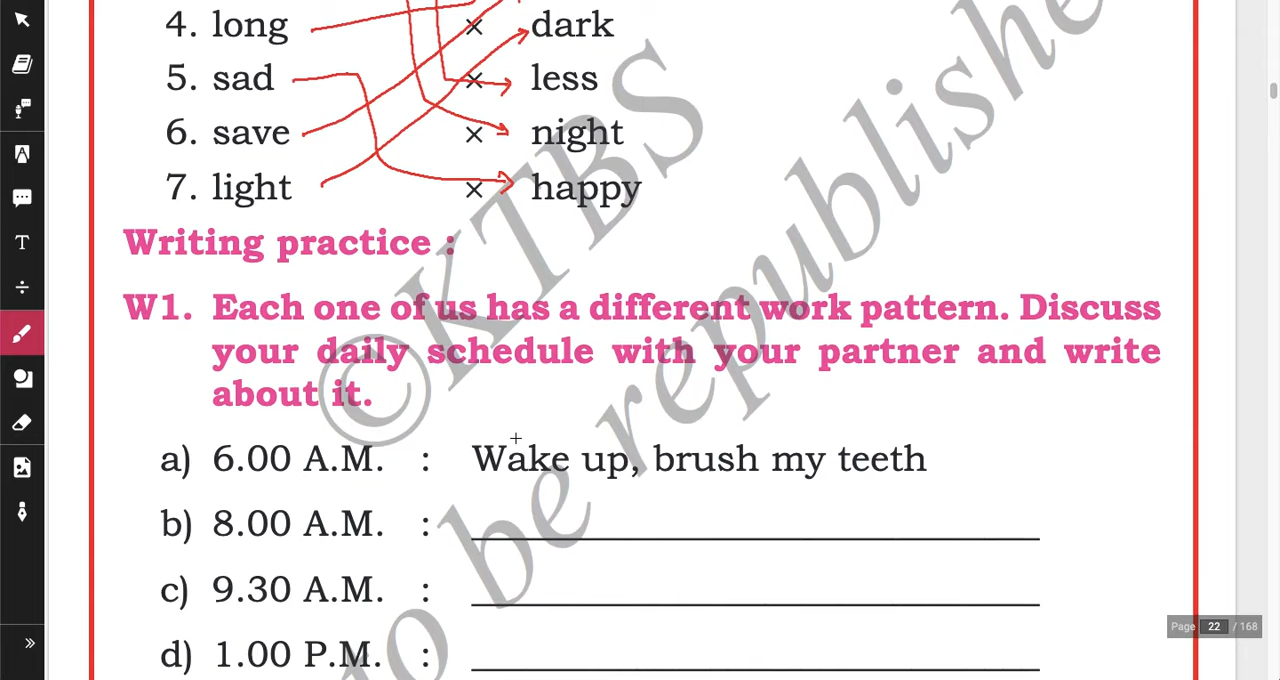 4. long × dark
5. sad × less
6. save × night
7. light × happy
Writing practice :
W1. Each one of us has a different work pattern. Discuss
your daily schedule with your partner and write
about it.
a) 6.00 A.M. : Wake up, brush my teeth
b) 8.00 A.M. :
c) 9.30 A.M. :
Page 22 / 168
d) 1.00 P.M. :
©KTBS
to be republishe